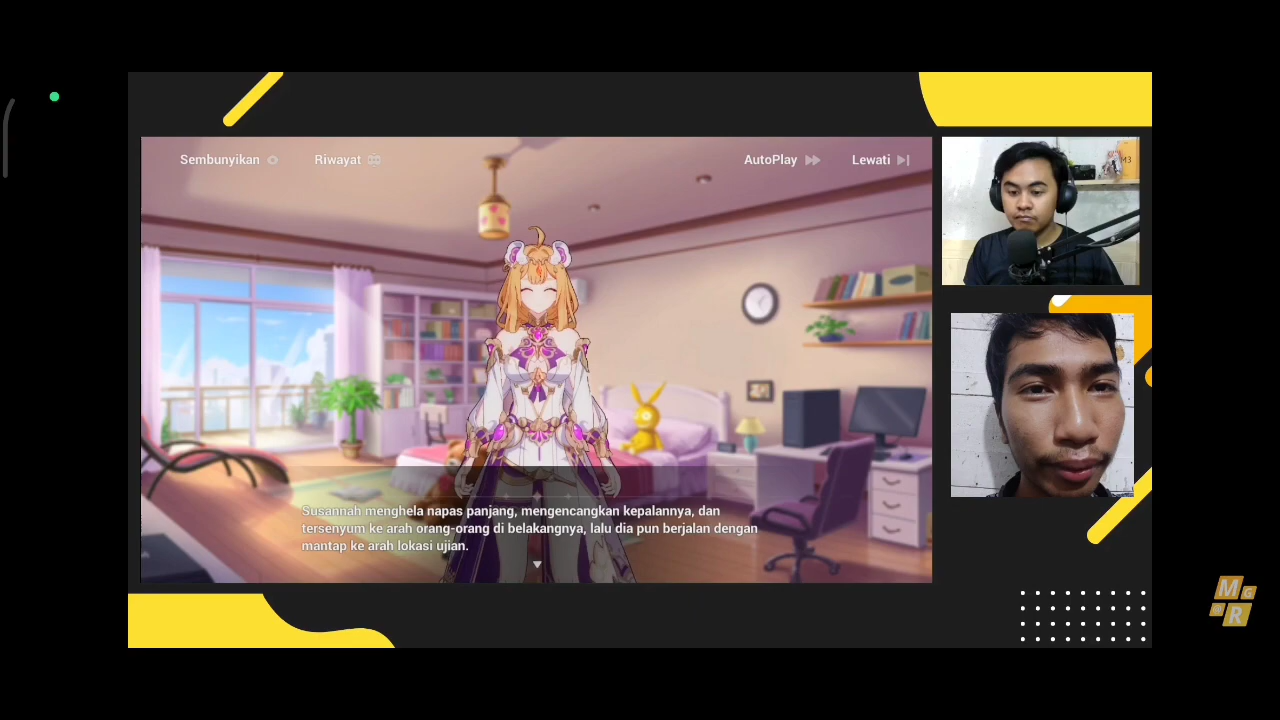 Sembunyikan
Riwayat
AutoPlay
Lewati
M3
Susannah menghela napas panjang, mengencangkan kepalannya, dan
tersenyum ke arah orang-orang di belakangnya, lalu dia pun berjalan dengan
mantap ke arah lokasi ujian.
M G
R